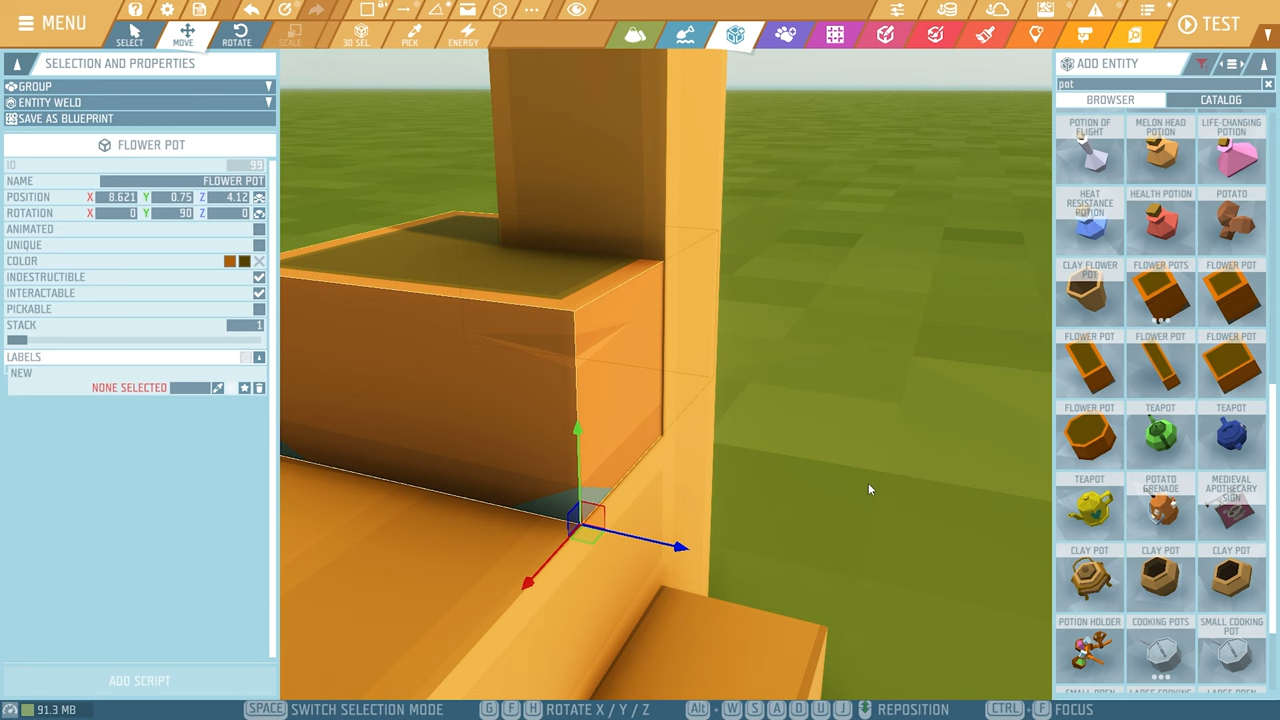 MENU
SELECT
MOVE
ROTATE
SCALE
3D SEL
PICK
ENERGY
TEST
SELECTION AND PROPERTIES
GROUP
ENTITY WELD
SAVE AS BLUEPRINT
FLOWER POT
ID 99
NAME FLOWER POT
POSITION X 8.621 Y 0.75 Z 4.12
ROTATION X 0 Y 90 Z 0
ANIMATED
UNIQUE
COLOR
INDESTRUCTIBLE
INTERACTABLE
PICKABLE
STACK 1
LABELS
NEW
NONE SELECTED
ADD SCRIPT
91.3 MB
SPACE SWITCH SELECTION MODE
G F H ROTATE X / Y / Z
Alt + W S A D U J REPOSITION
CTRL + F FOCUS
ADD ENTITY
pot
BROWSER CATALOG
POTION OF FLIGHT
MELON HEAD POTION
LIFE-CHANGING POTION
HEAT RESISTANCE POTION
HEALTH POTION
POTATO
CLAY FLOWER POT
FLOWER POTS
FLOWER POT
FLOWER POT
FLOWER POT
FLOWER POT
FLOWER POT
TEAPOT
TEAPOT
TEAPOT
POTATO GRENADE
MEDIEVAL APOTHECARY SIGN
CLAY POT
CLAY POT
CLAY POT
POTION HOLDER
COOKING POTS
SMALL COOKING POT